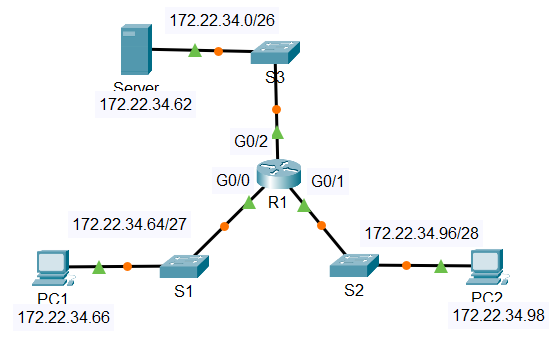 172.22.34.0/26
Server
S3
172.22.34.62
G0/2
G0/0
G0/1
R1
172.22.34.64/27
172.22.34.96/28
PC1
S1
S2
PC2
172.22.34.66
172.22.34.98